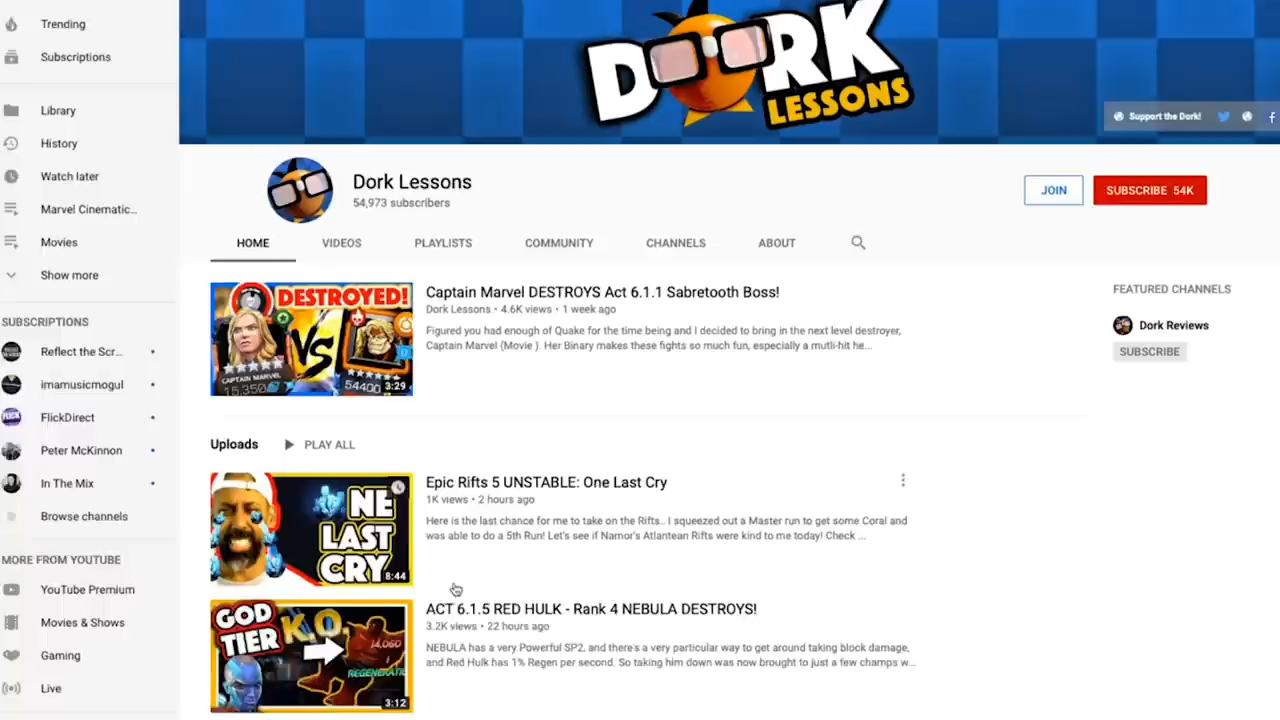 Trending
Subscriptions
Library
History
Watch later
Marvel Cinematic...
Movies
Show more
SUBSCRIPTIONS
Reflect the Scr...
imamusicmogul
FlickDirect
Peter McKinnon
In The Mix
Browse channels
MORE FROM YOUTUBE
YouTube Premium
Movies & Shows
Gaming
Live
DORK
LESSONS
Support the Dork!
Dork Lessons
54,973 subscribers
JOIN
SUBSCRIBE 54K
HOME VIDEOS PLAYLISTS COMMUNITY CHANNELS ABOUT
DESTROYED!
VS
CAPTAIN MARVEL
15,350
54400
3:29
Captain Marvel DESTROYS Act 6.1.1 Sabretooth Boss!
Dork Lessons • 4.6K views • 1 week ago
Figured you had enough of Quake for the time being and I decided to bring in the next level destroyer,
Captain Marvel (Movie ). Her Binary makes these fights so much fun, especially a mutli-hit he...
FEATURED CHANNELS
Dork Reviews
SUBSCRIBE
Uploads PLAY ALL
NE
LAST
CRY
8:44
Epic Rifts 5 UNSTABLE: One Last Cry
1K views • 2 hours ago
Here is the last chance for me to take on the Rifts.. I squeezed out a Master run to get some Coral and
was able to do a 5th Run! Let's see if Namor's Atlantean Rifts were kind to me today! Check ...
GOD
TIER
K.O.
14,060
REGENERATI
3:12
ACT 6.1.5 RED HULK - Rank 4 NEBULA DESTROYS!
3.2K views • 22 hours ago
NEBULA has a very Powerful SP2, and there's a very particular way to get around taking block damage,
and Red Hulk has 1% Regen per second. So taking him down was now brought to just a few champs w...